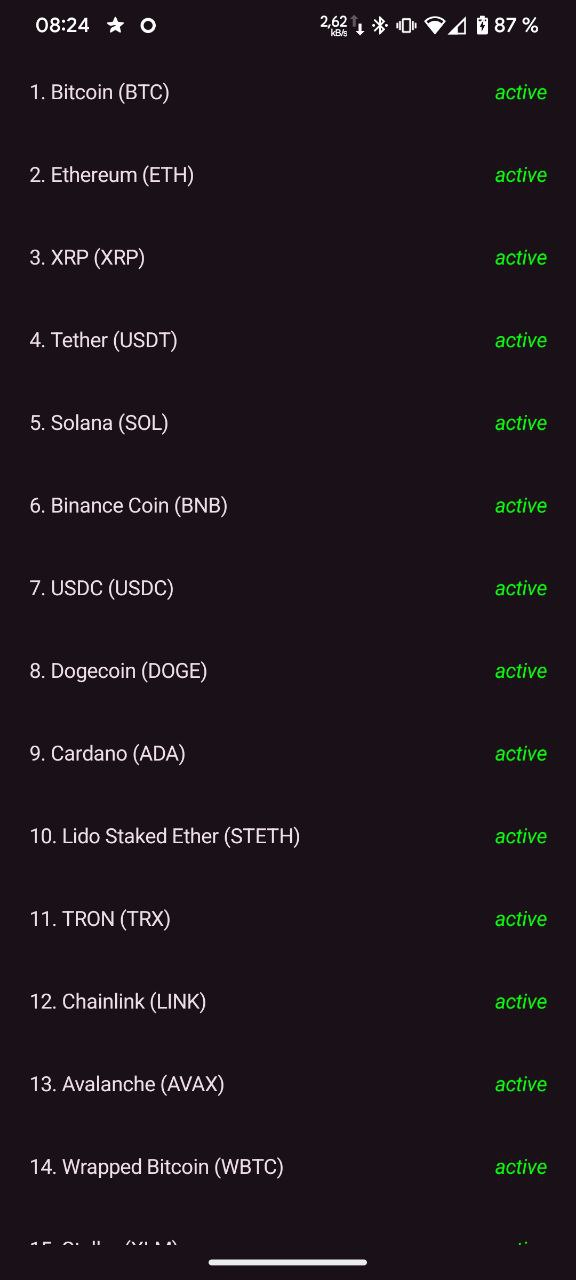 08:24 2,62 kB/s 87 %
1. Bitcoin (BTC) active
2. Ethereum (ETH) active
3. XRP (XRP) active
4. Tether (USDT) active
5. Solana (SOL) active
6. Binance Coin (BNB) active
7. USDC (USDC) active
8. Dogecoin (DOGE) active
9. Cardano (ADA) active
10. Lido Staked Ether (STETH) active
11. TRON (TRX) active
12. Chainlink (LINK) active
13. Avalanche (AVAX) active
14. Wrapped Bitcoin (WBTC) active